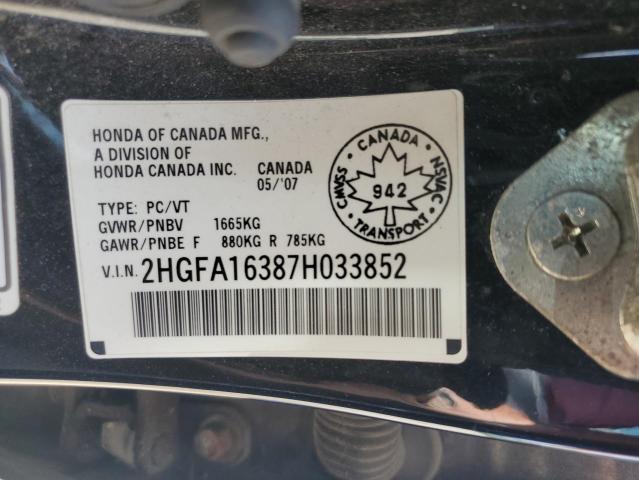 HONDA OF CANADA MFG.,
A DIVISION OF
HONDA CANADA INC. CANADA
05/'07
TYPE: PC/VT
GVWR/PNBV 1665KG
GAWR/PNBE F 880KG R 785KG
V.I.N. 2HGFA16387H033852
CANADA
CMVSS
NSVAC
942
TRANSPORT